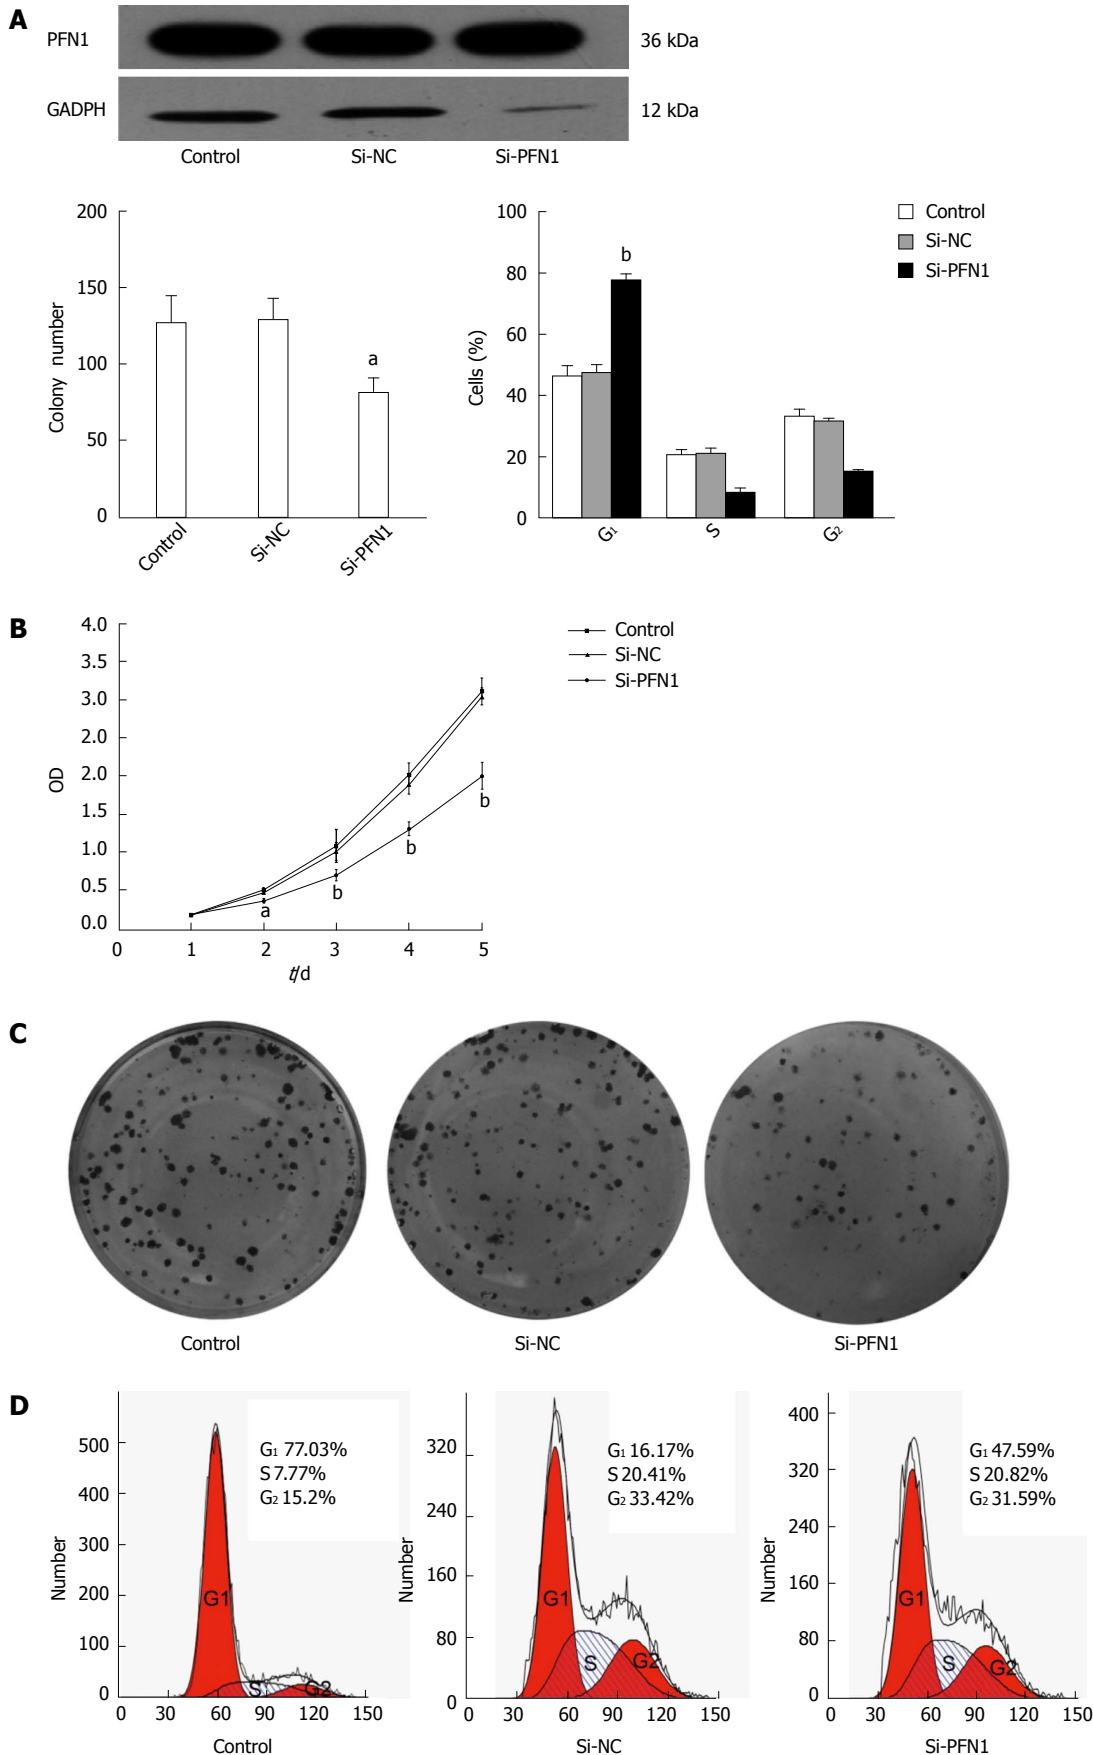 A
PFN1
36 kDa
GADPH
12 kDa
Control Si-NC Si-PFN1
200
150
100
50
0
Colony number
a
Control Si-NC Si-PFN1
100
80
60
40
20
0
Cells (%)
b
G1 S G2
Control
Si-NC
Si-PFN1
B
4.0
3.5
3.0
2.0
2.0
1.5
1.0
0.5
0.0
OD
a b b b
0 1 2 3 4 5
t/d
Control
Si-NC
Si-PFN1
C
Control Si-NC Si-PFN1
D
500
400
300
200
100
0
Number
G1 77.03%
S 7.77%
G2 15.2%
G1 S G2
0 30 60 90 120 150
Control
320
240
160
80
0
Number
G1 16.17%
S 20.41%
G2 33.42%
G1 S G2
0 30 60 90 120 150
Si-NC
400
320
240
160
80
0
Number
G1 47.59%
S 20.82%
G2 31.59%
G1 S G2
0 30 60 90 120 150
Si-PFN1